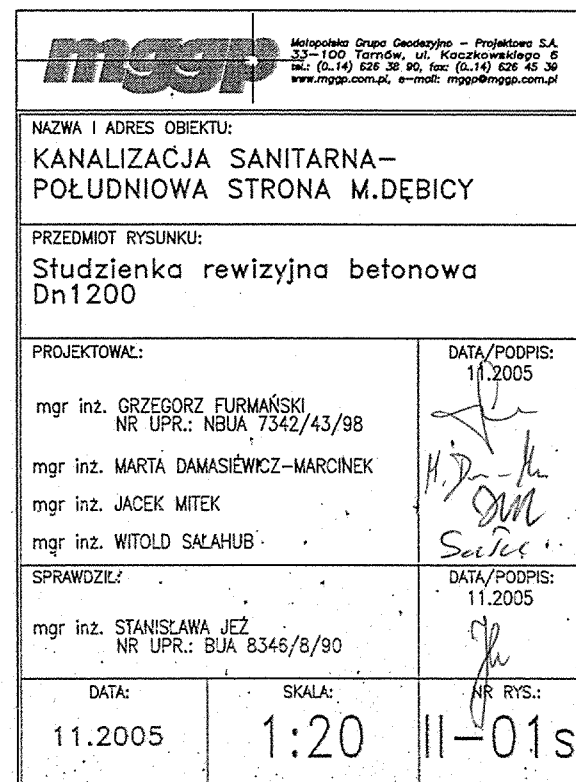 mggp
Małopolska Grupa Geodezyjno – Projektowa S.A.
33–100 Tarnów, ul. Kaczkowskiego 6
tel.: (0..14) 626 38 90, fax: (0..14) 626 45 39
www.mggp.com.pl, e–mail: mggp@mggp.com.pl
NAZWA I ADRES OBIEKTU:
KANALIZACJA SANITARNA–
POŁUDNIOWA STRONA M.DĘBICY
PRZEDMIOT RYSUNKU:
Studzienka rewizyjna betonowa
Dn1200
PROJEKTOWAŁ:
DATA/PODPIS:
11.2005
mgr inż. GRZEGORZ FURMAŃSKI
NR UPR.: NBUA 7342/43/98
mgr inż. MARTA DAMASIEWICZ–MARCINEK
mgr inż. JACEK MITEK
mgr inż. WITOLD SAŁAHUB
SPRAWDZIŁ:
DATA/PODPIS:
11.2005
mgr inż. STANISŁAWA JEŻ
NR UPR.: BUA 8346/8/90
DATA:
SKALA:
NR RYS.:
11.2005
1:20
II–01s